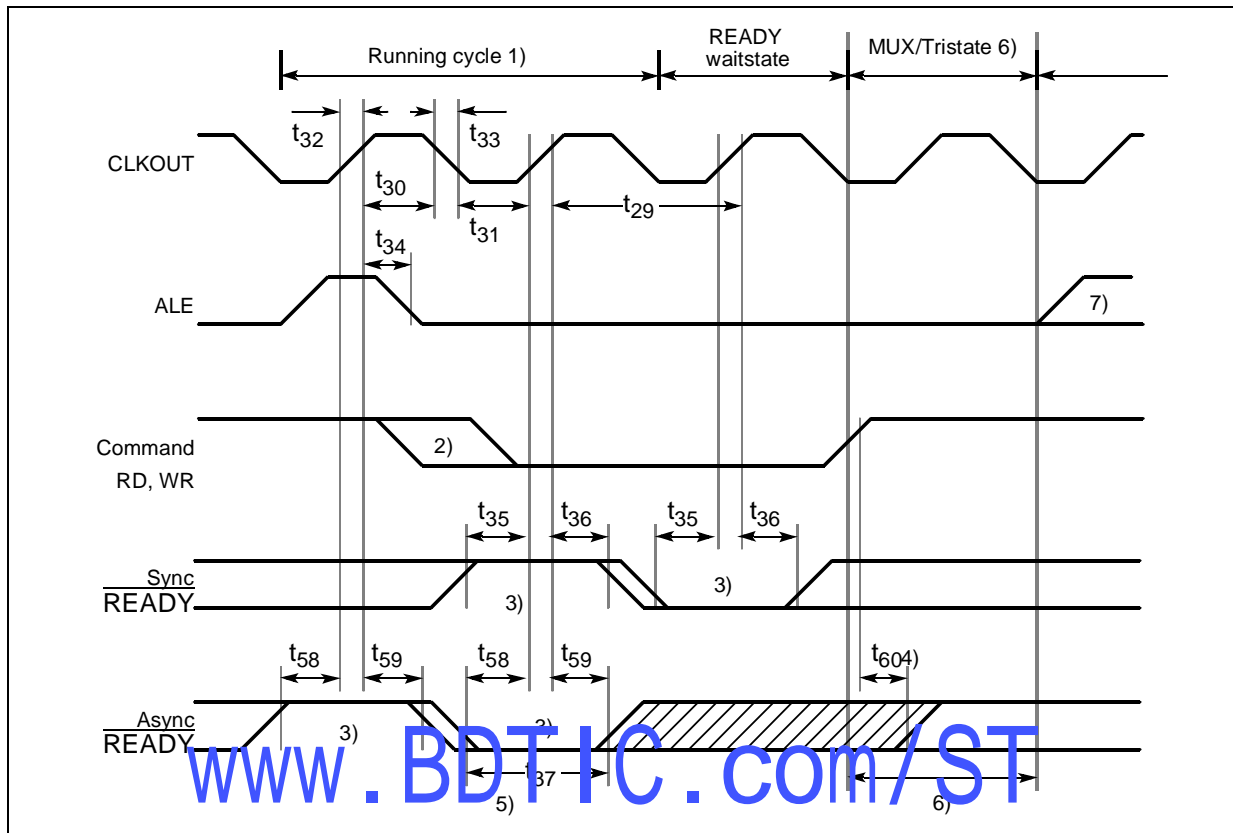 Running cycle 1)
READY
waitstate
MUX/Tristate 6)
t32
t33
CLKOUT
t30
t31
t29
t34
ALE
7)
Command
RD, WR
2)
t35
t36
t35
t36
Sync
READY
3)
3)
t58
t59
t58
t59
t604)
Async
READY
3)
3)
t37
5)
6)
www.BDTIC.com/ST